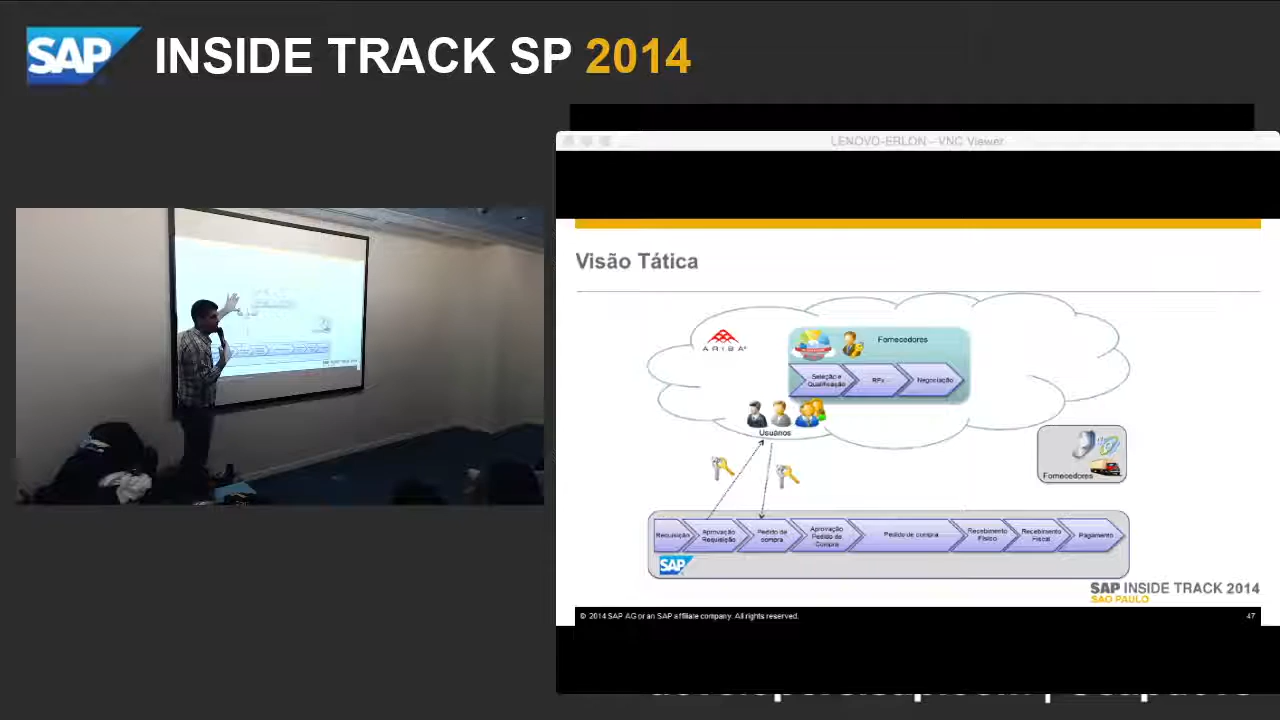 SAP INSIDE TRACK SP 2014
LENOVO-ERLON – VNC Viewer
Visão Tática
ARIBA
Fornecedores
Seleção e
Qualificação
RFx
Negociação
Usuários
Fornecedores
Requisição
Aprovação
Requisição
Pedido de
compra
Aprovação
Pedido de
Compra
Pedido de compra
Recebimento
Físico
Recebimento
Fiscal
Pagamento
SAP
SAP INSIDE TRACK 2014
SAO PAULO
© 2014 SAP AG or an SAP affiliate company. All rights reserved.
47